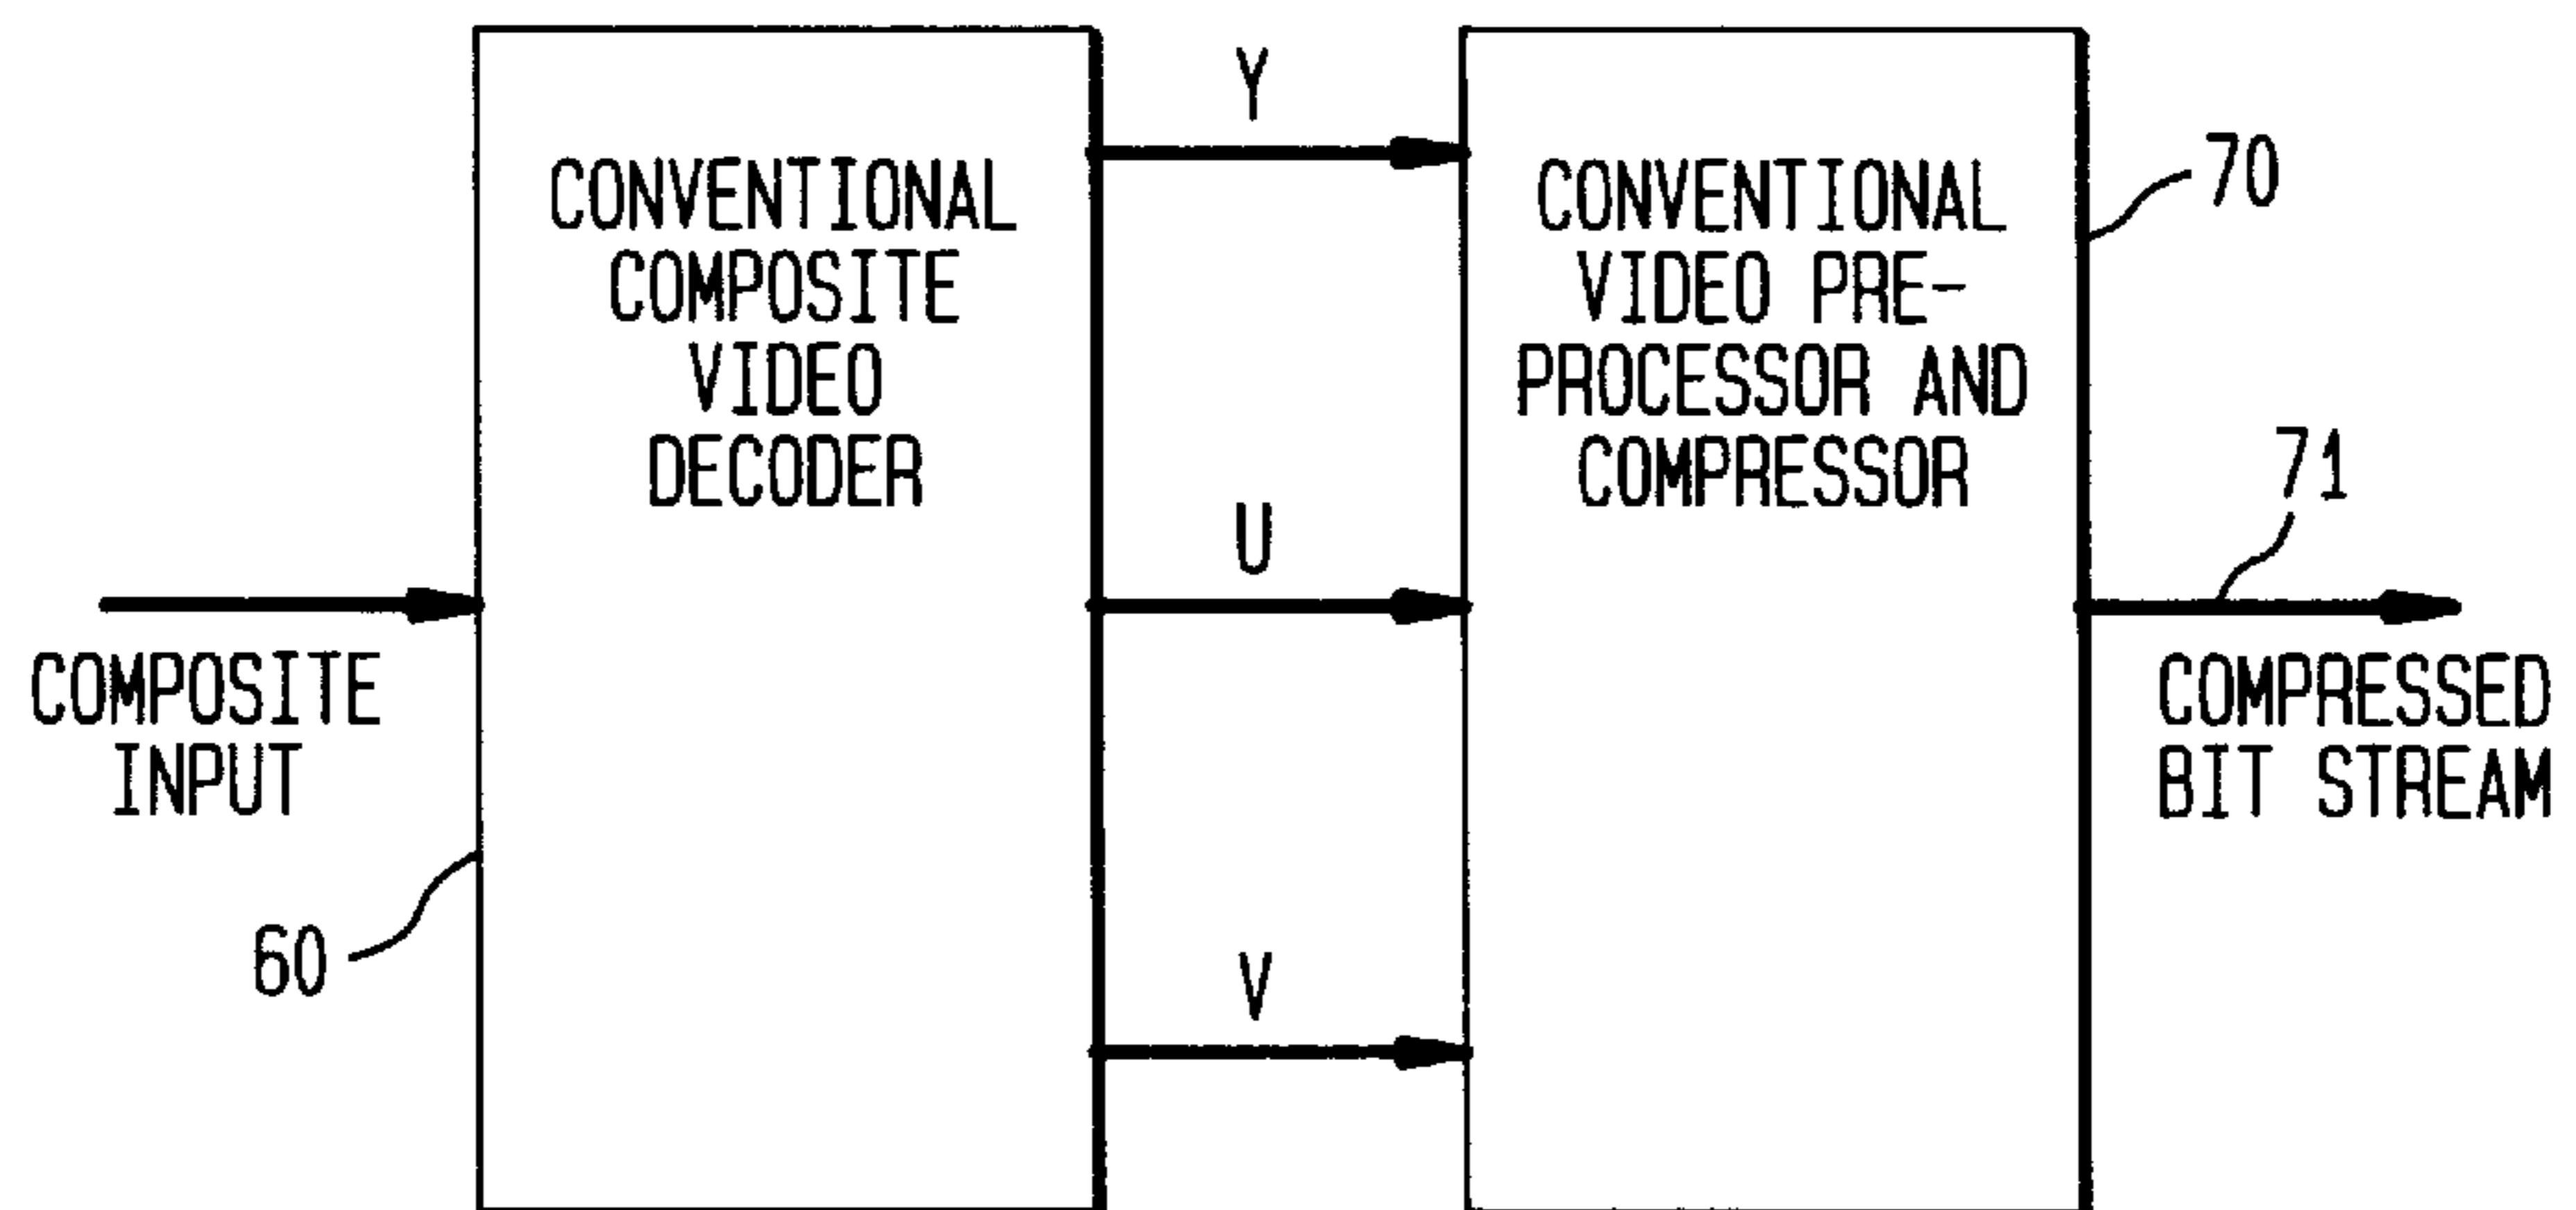 CONVENTIONAL
COMPOSITE
VIDEO
DECODER
Y
U
V
CONVENTIONAL
VIDEO PRE-
PROCESSOR AND
COMPRESSOR
70
71
COMPOSITE
INPUT
60
COMPRESSED
BIT STREAM